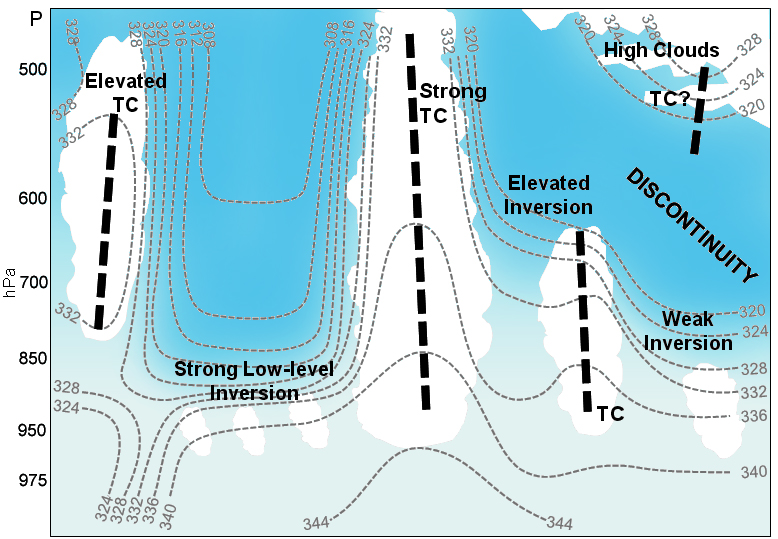 P
hPa
500
600
700
850
950
975
328
328
324
320
316
312
308
308
316
324
332
332
320
320
324
328
328
324
320
328
332
332
328
324
324
328
332
336
340
344
344
320
324
328
332
336
340
Elevated
TC
Strong
TC
High Clouds
TC?
Elevated
Inversion
DISCONTINUITY
Weak
Inversion
Strong Low-level
Inversion
TC